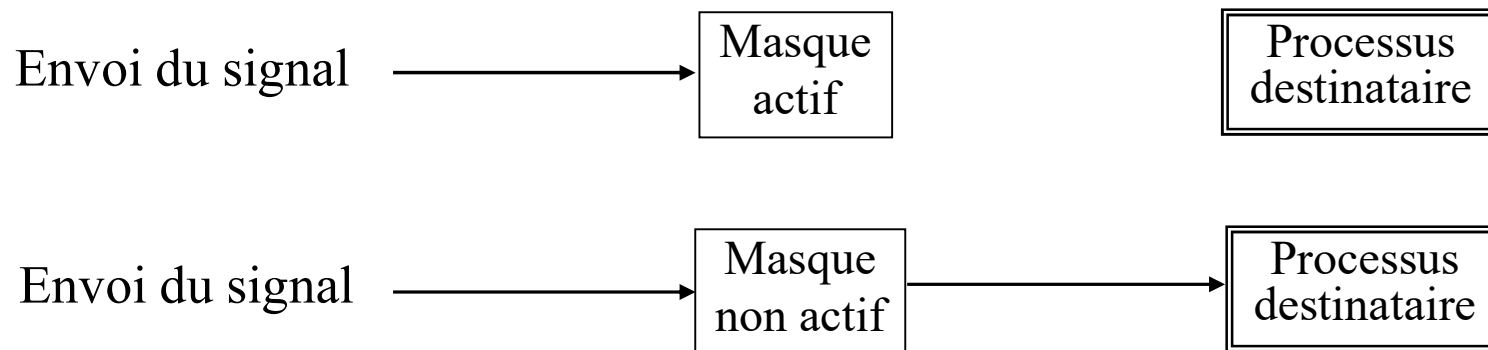 Envoi du signal
Masque
actif
Processus
destinataire
Envoi du signal
Masque
non actif
Processus
destinataire